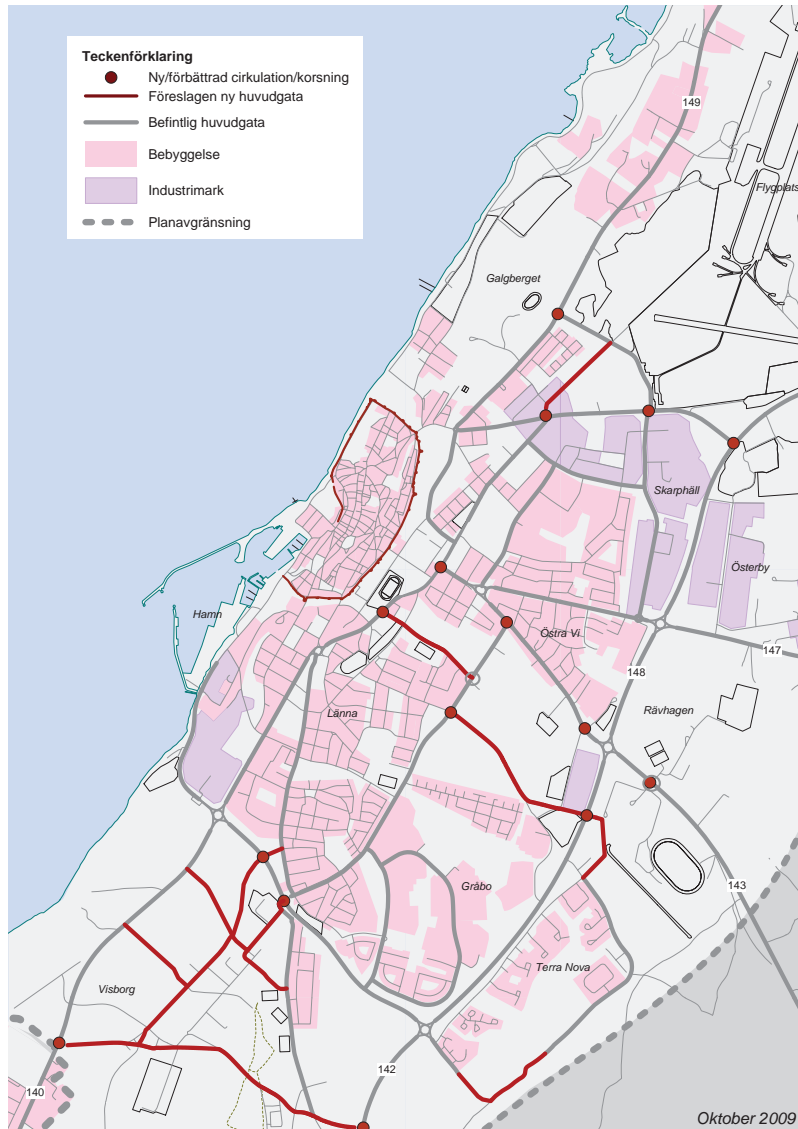 Teckenförklaring
Ny/förbättrad cirkulation/korsning
Föreslagen ny huvudgata
Befintlig huvudgata
Bebyggelse
Industrimark
Planavgränsning
149
Flygplats
Galgberget
Skarphäll
Österby
Hamn
Östra Vi
147
148
Rävhagen
Länna
Gråbo
143
Terra Nova
Visborg
142
140
Oktober 2009